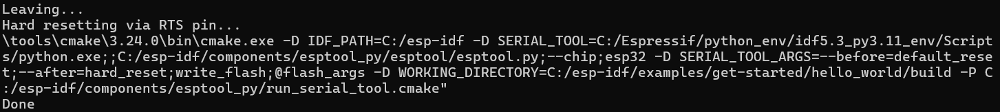 Leaving...
Hard resetting via RTS pin...
\tools\cmake\3.24.0\bin\cmake.exe -D IDF_PATH=C:/esp-idf -D SERIAL_TOOL=C:/Espressif/python_env/idf5.3_py3.11_env/Script
s/python.exe;;C:/esp-idf/components/esptool_py/esptool/esptool.py;--chip;esp32 -D SERIAL_TOOL_ARGS=--before=default_rese
t;--after=hard_reset;write_flash;@flash_args -D WORKING_DIRECTORY=C:/esp-idf/examples/get-started/hello_world/build -P C
:/esp-idf/components/esptool_py/run_serial_tool.cmake"
Done